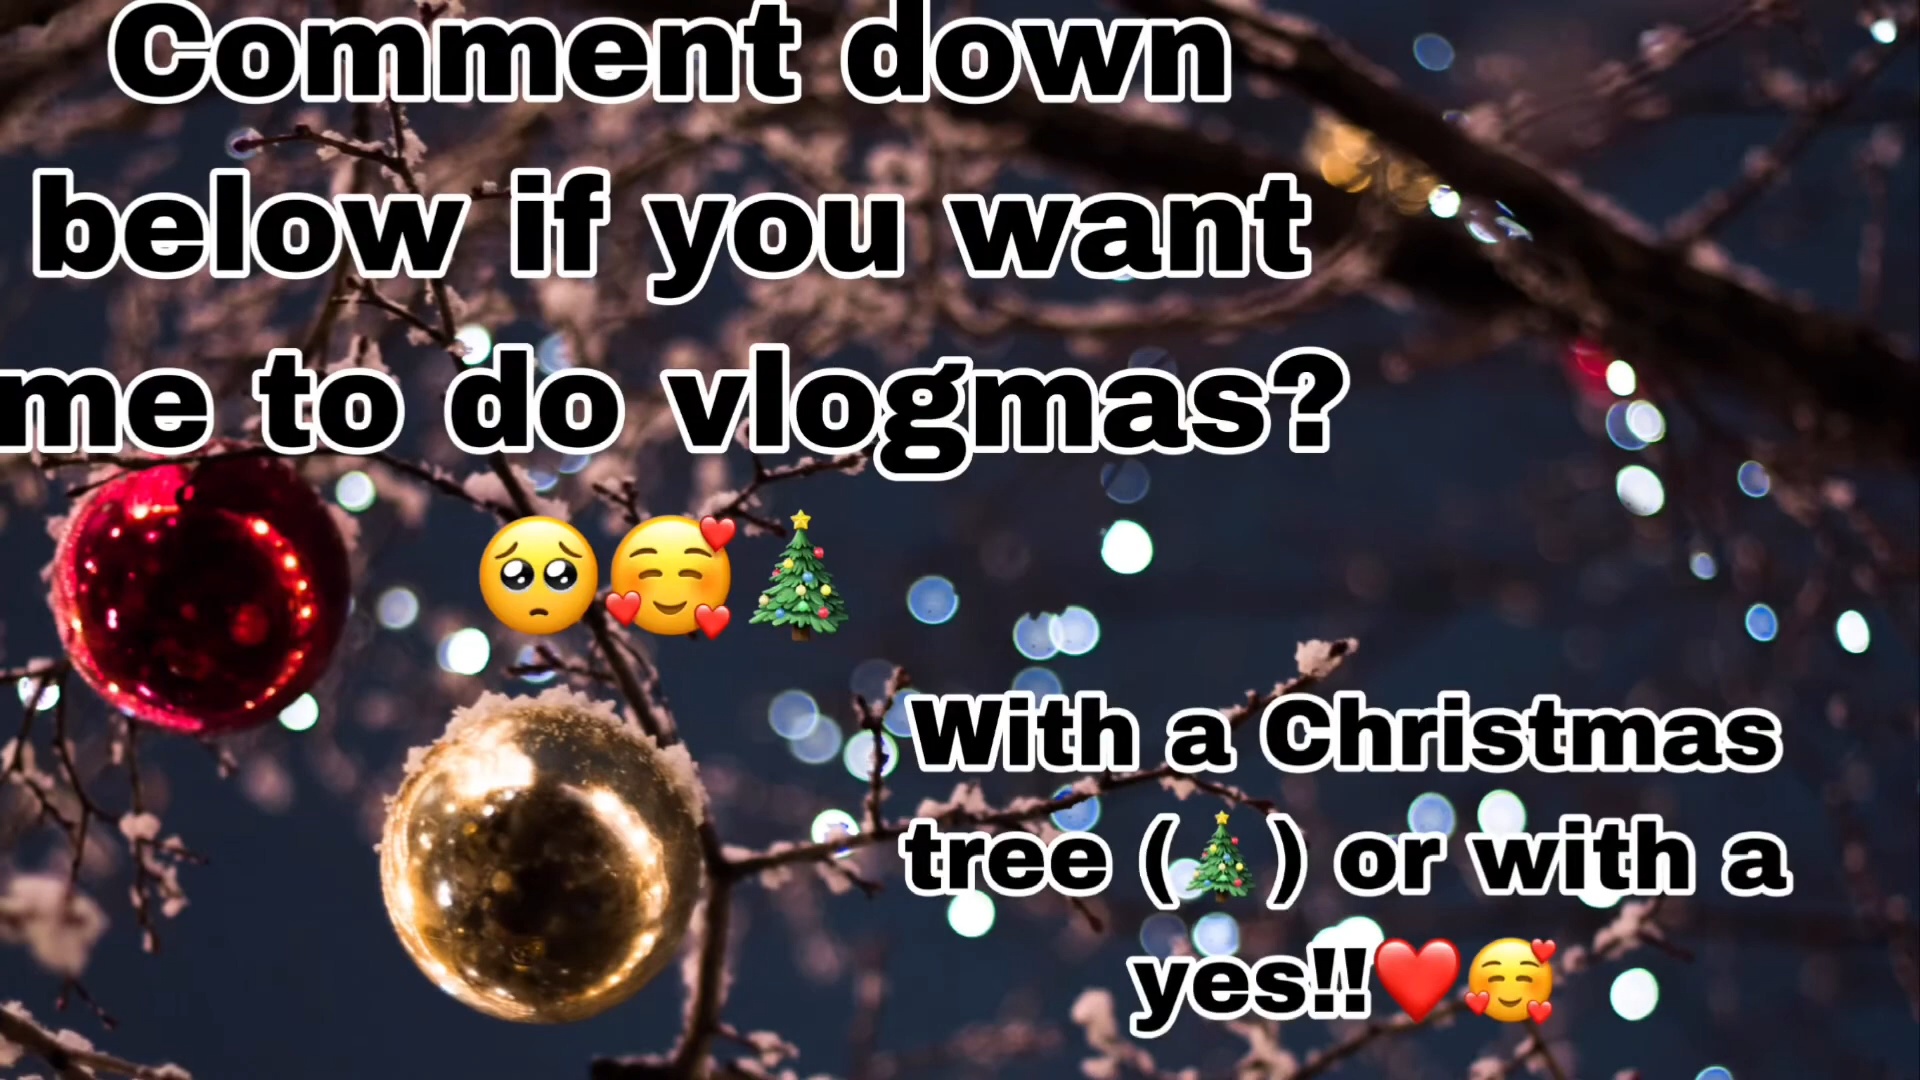 Comment down
below if you want
me to do vlogmas?
🥺🥰🎄
With a Christmas
tree (🎄) or with a
yes!!❤️🥰